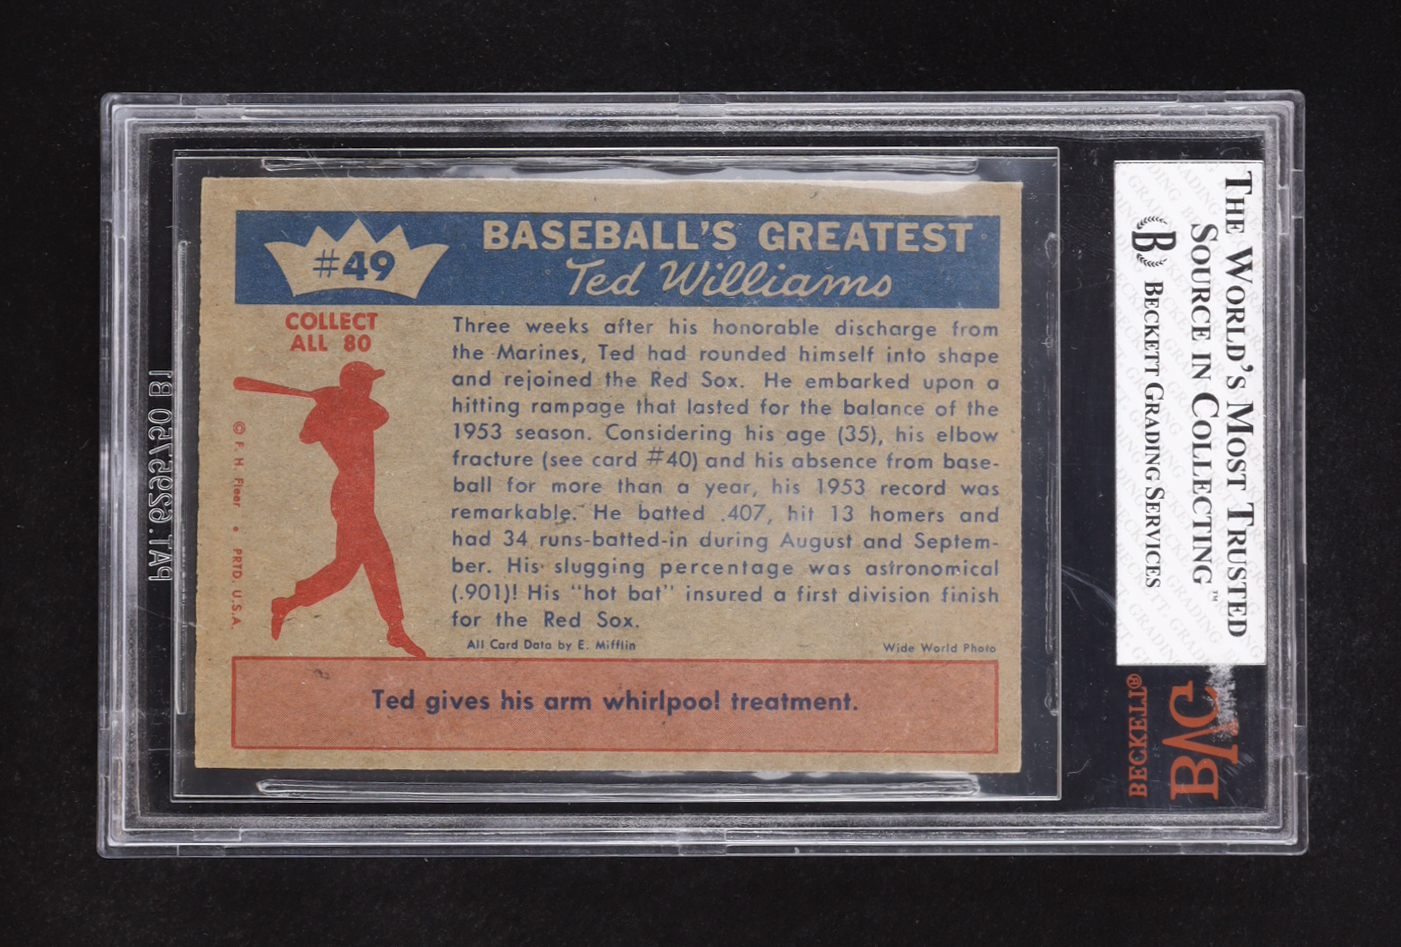 #49
BASEBALL'S GREATEST
Ted Williams
COLLECT
ALL 80
© F. H. Fleer • PRTD. U.S.A.
Three weeks after his honorable discharge from
the Marines, Ted had rounded himself into shape
and rejoined the Red Sox. He embarked upon a
hitting rampage that lasted for the balance of the
1953 season. Considering his age (35), his elbow
fracture (see card #40) and his absence from base-
ball for more than a year, his 1953 record was
remarkable. He batted .407, hit 13 homers and
had 34 runs-batted-in during August and Septem-
ber. His slugging percentage was astronomical
(.901)! His "hot bat" insured a first division finish
for the Red Sox.
All Card Data by E. Mifflin
Wide World Photo
Ted gives his arm whirlpool treatment.
THE WORLD'S MOST TRUSTED
SOURCE IN COLLECTING™
B BECKETT GRADING SERVICES
BECKETT®
PAT.